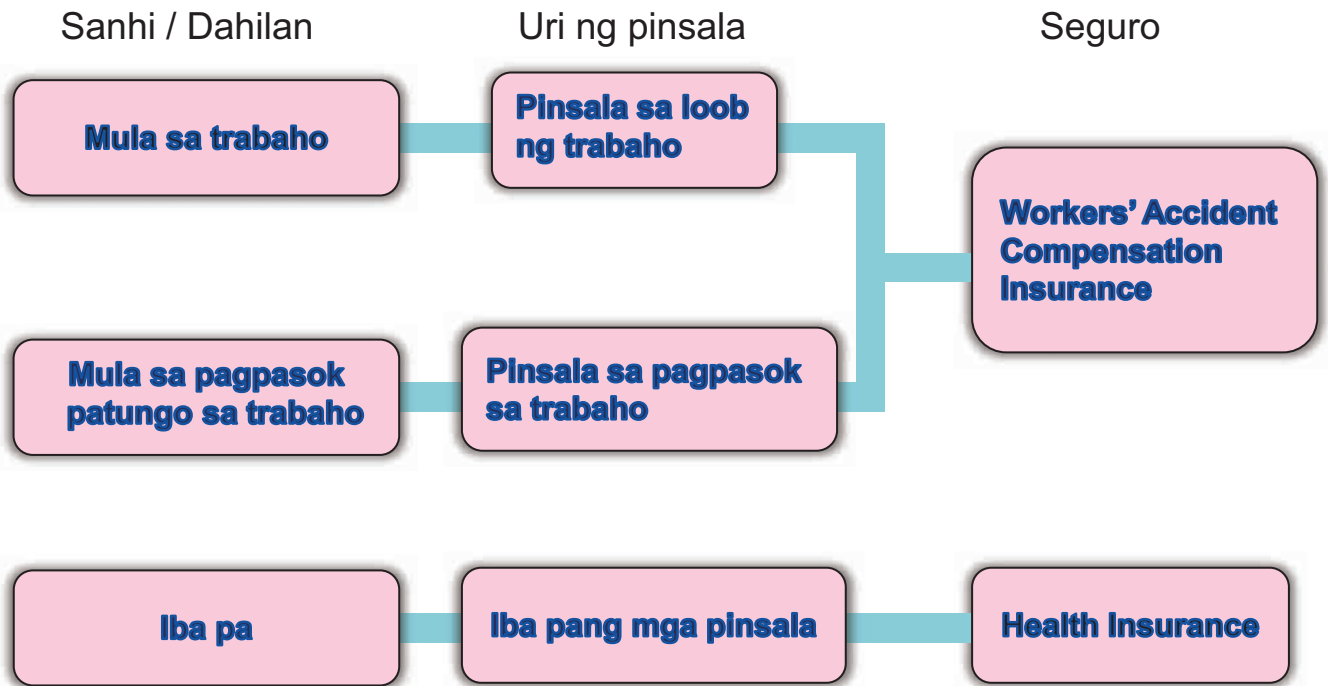 Sanhi / Dahilan
Uri ng pinsala
Seguro
Mula sa trabaho
Pinsala sa loob
ng trabaho
Workers' Accident
Compensation
Insurance
Mula sa pagpasok
patungo sa trabaho
Pinsala sa pagpasok
sa trabaho
Iba pa
Iba pang mga pinsala
Health Insurance